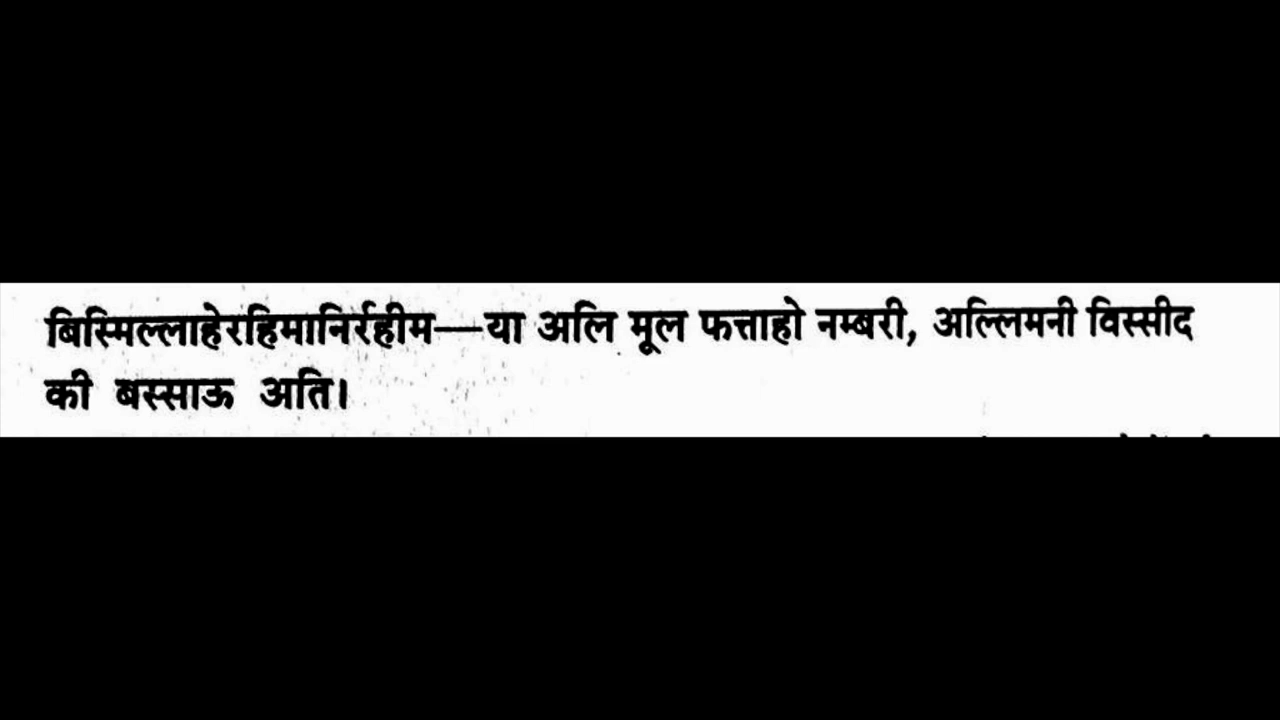 बिस्मिल्लाहेरहिमानिर्रहीम—या अलि मूल फत्ताहो नम्बरी, अल्लिमनी विस्सीद
की बस्साऊ अति।